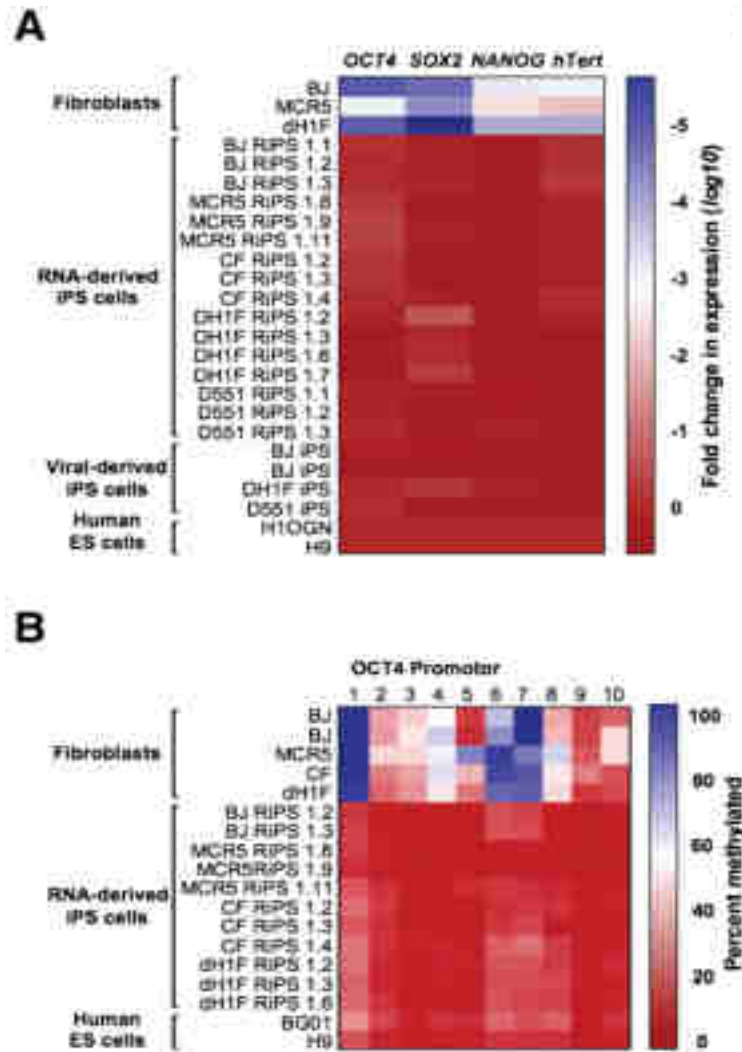 A
OCT4 SOX2 NANOG hTert
Fibroblasts
BJ
MCR5
dH1F
RNA-derived
iPS cells
BJ RiPS 1.1
BJ RiPS 1.2
BJ RiPS 1.3
MCR5 RiPS 1.8
MCR5 RiPS 1.9
MCR5 RiPS 1.11
CF RiPS 1.2
CF RiPS 1.3
CF RiPS 1.4
DH1F RiPS 1.2
DH1F RiPS 1.3
DH1F RiPS 1.6
DH1F RiPS 1.7
D551 RiPS 1.1
D551 RiPS 1.2
D551 RiPS 1.3
Viral-derived
iPS cells
BJ iPS
BJ iPS
DH1F iPS
D551 iPS
Human
ES cells
H1OGN
H9
-5
-4
-3
-2
-1
0
Fold change in expression (log10)
B
OCT4 Promotor
1 2 3 4 5 6 7 8 9 10
Fibroblasts
BJ
BJ
MCR5
CF
dH1F
RNA-derived
iPS cells
BJ RiPS 1.2
BJ RiPS 1.3
MCR5 RiPS 1.8
MCR5RiPS 1.9
MCR5 RiPS 1.11
CF RiPS 1.2
CF RiPS 1.3
CF RiPS 1.4
dH1F RiPS 1.2
dH1F RiPS 1.3
dH1F RiPS 1.6
Human
ES cells
BG01
H9
100
80
60
40
20
0
Percent methylated